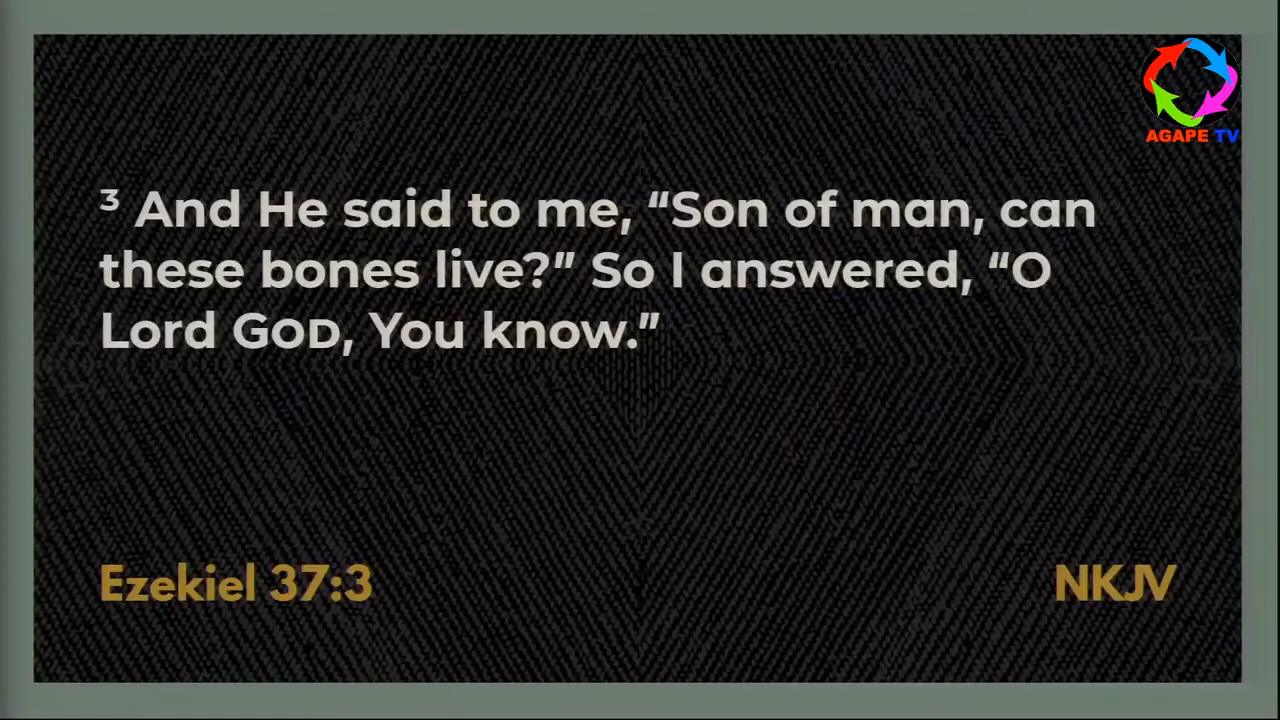 AGAPE TV
³ And He said to me, “Son of man, can
these bones live?” So I answered, “O
Lord GOD, You know.”
Ezekiel 37:3
NKJV